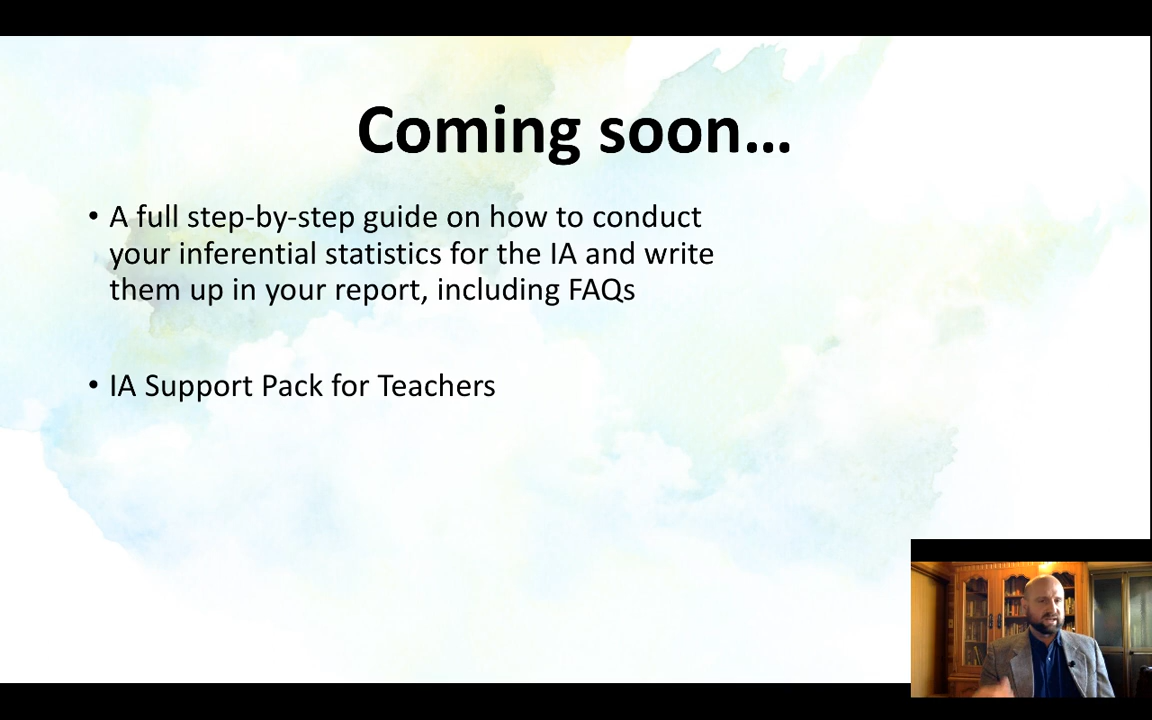 Coming soon…
• A full step-by-step guide on how to conduct
your inferential statistics for the IA and write
them up in your report, including FAQs
• IA Support Pack for Teachers